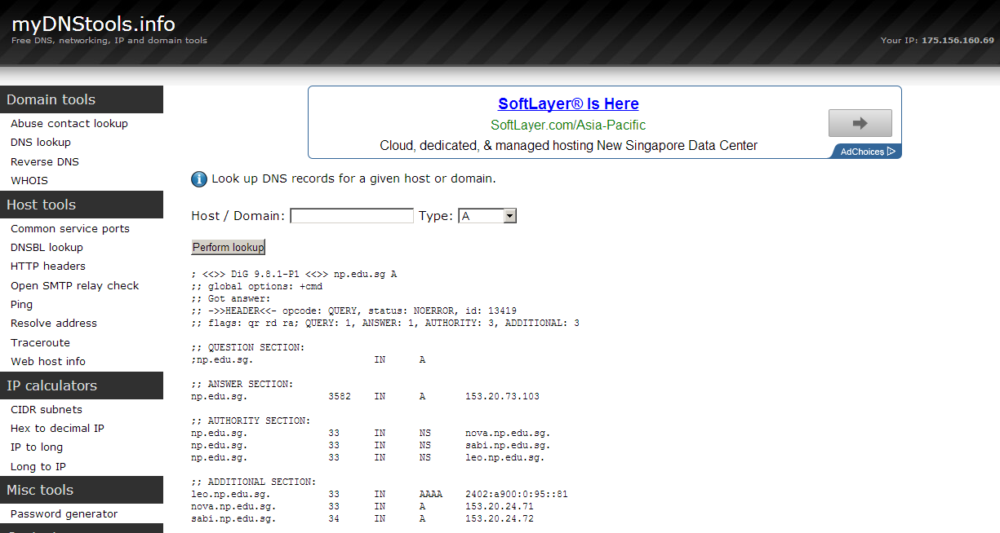 myDNStools.info
Free DNS, networking, IP and domain tools
Your IP: 175.156.160.69
Domain tools
Abuse contact lookup
DNS lookup
Reverse DNS
WHOIS
Host tools
Common service ports
DNSBL lookup
HTTP headers
Open SMTP relay check
Ping
Resolve address
Traceroute
Web host info
IP calculators
CIDR subnets
Hex to decimal IP
IP to long
Long to IP
Misc tools
Password generator
SoftLayer® Is Here
SoftLayer.com/Asia-Pacific
Cloud, dedicated, & managed hosting New Singapore Data Center
AdChoices
Look up DNS records for a given host or domain.
Host / Domain: Type: A
Perform lookup
; <<>> DiG 9.8.1-P1 <<>> np.edu.sg A
;; global options: +cmd
;; Got answer:
;; ->>HEADER<<- opcode: QUERY, status: NOERROR, id: 13419
;; flags: qr rd ra; QUERY: 1, ANSWER: 1, AUTHORITY: 3, ADDITIONAL: 3
;; QUESTION SECTION:
;np.edu.sg. IN A
;; ANSWER SECTION:
np.edu.sg. 3582 IN A 153.20.73.103
;; AUTHORITY SECTION:
np.edu.sg. 33 IN NS nova.np.edu.sg.
np.edu.sg. 33 IN NS sabi.np.edu.sg.
np.edu.sg. 33 IN NS leo.np.edu.sg.
;; ADDITIONAL SECTION:
leo.np.edu.sg. 33 IN AAAA 2402:a900:0:95::81
nova.np.edu.sg. 33 IN A 153.20.24.71
sabi.np.edu.sg. 34 IN A 153.20.24.72